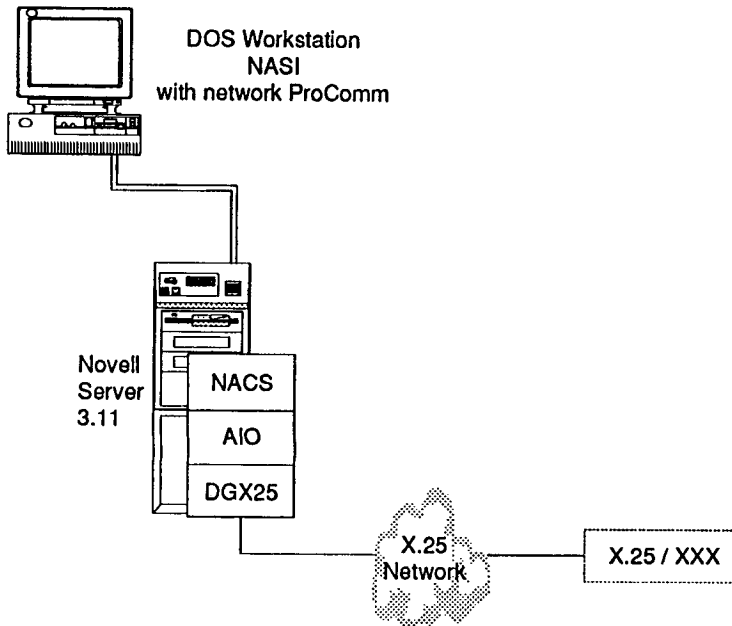 DOS Workstation
NASI
with network ProComm
Novell
Server
3.11
NACS
AIO
DGX25
X.25
Network
X.25 / XXX